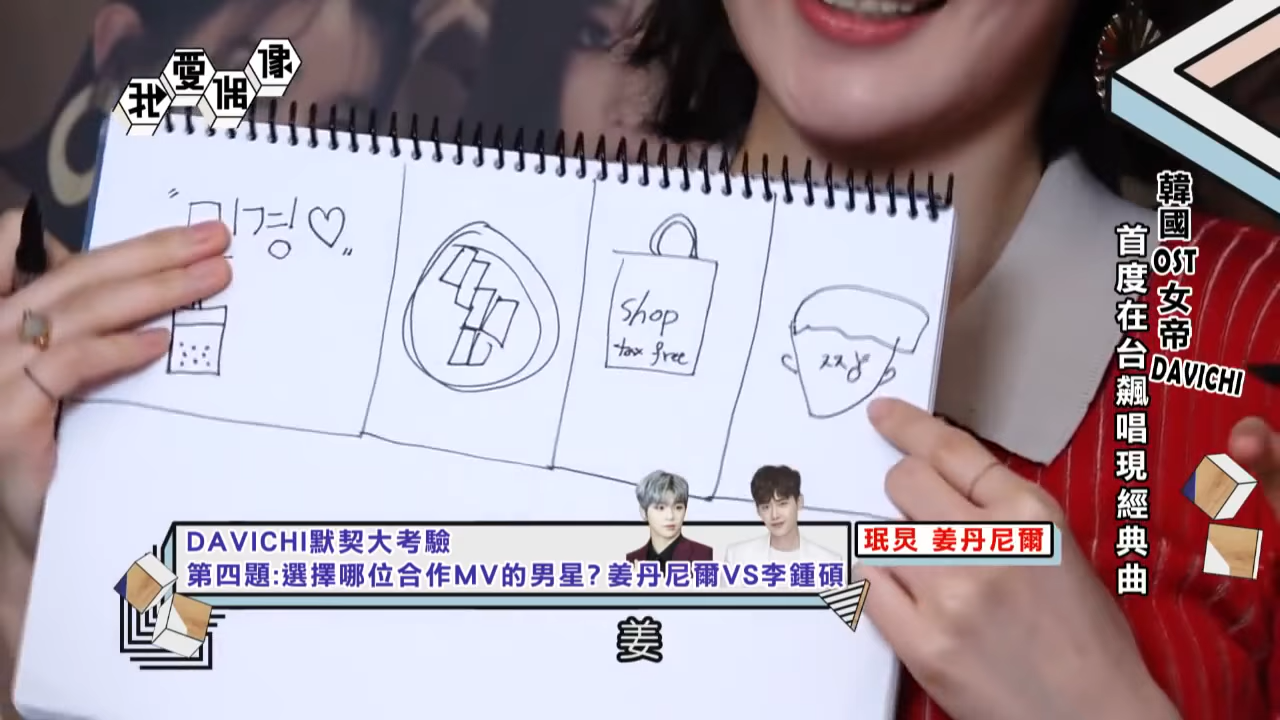 我愛偶像
"민경♡"
shop
tax free
韓國OST女帝DAVICHI
首度在台飆唱現經典曲
DAVICHI默契大考驗
第四題:選擇哪位合作MV的男星?姜丹尼爾VS李鍾碩
珉炅 姜丹尼爾
姜